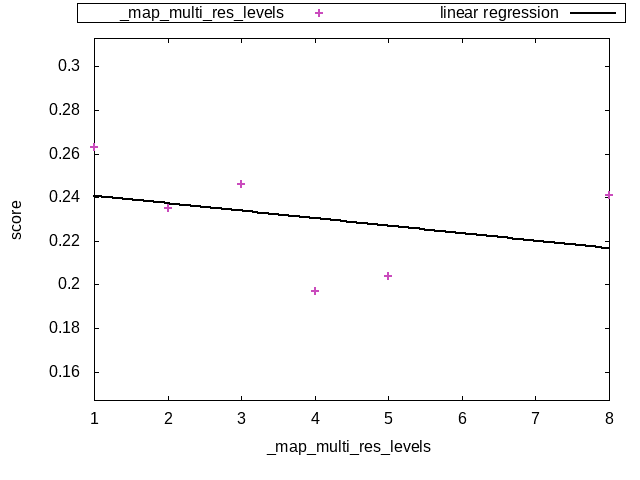 _map_multi_res_levels linear regression
0.3
0.28
0.26
0.24
0.22
0.2
0.18
0.16
score
1 2 3 4 5 6 7 8
_map_multi_res_levels